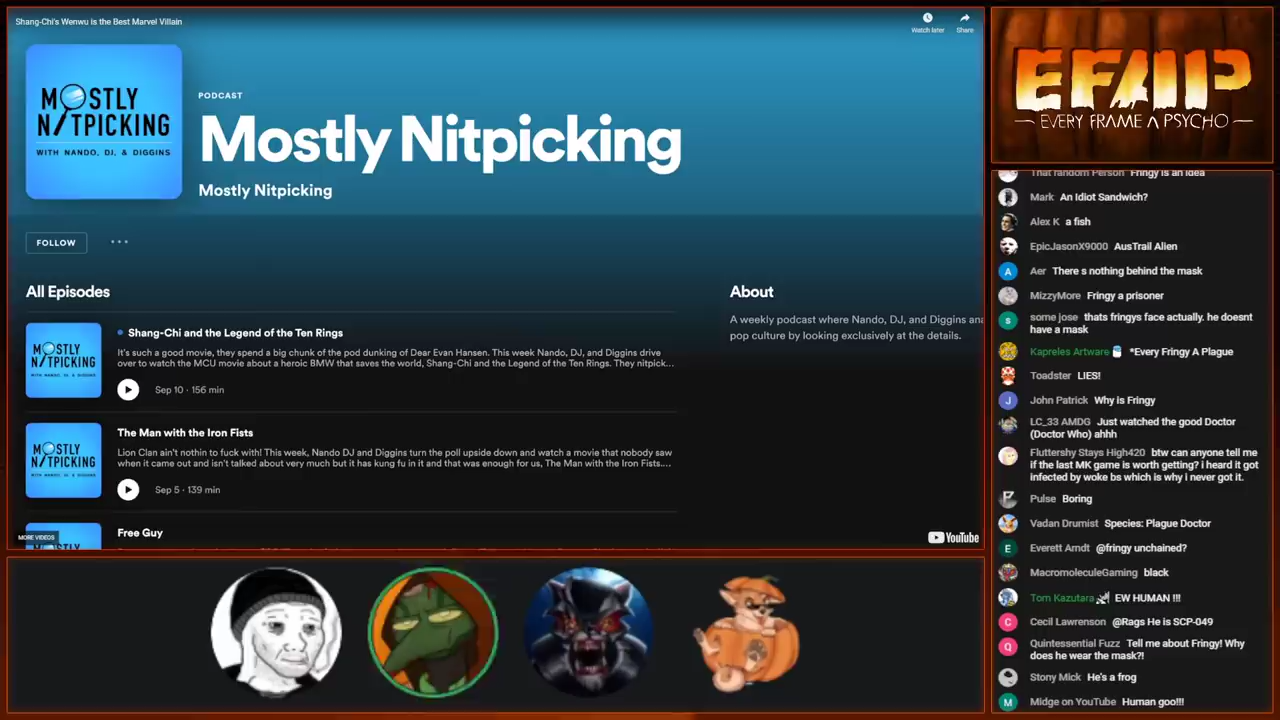 Shang-Chi's Wenwu is the Best Marvel Villain
Watch later
Share
MOSTLY
NITPICKING
WITH NANDO, DJ, & DIGGINS
PODCAST
Mostly Nitpicking
Mostly Nitpicking
FOLLOW
All Episodes
MOSTLY
NITPICKING
WITH NANDO, DJ, & DIGGINS
Shang-Chi and the Legend of the Ten Rings
It's such a good movie, they spend a big chunk of the pod dunking of Dear Evan Hansen. This week Nando, DJ, and Diggins drive
over to watch the MCU movie about a heroic BMW that saves the world, Shang-Chi and the Legend of the Ten Rings. They nitpick...
Sep 10 · 156 min
MOSTLY
NITPICKING
WITH NANDO, DJ, & DIGGINS
The Man with the Iron Fists
Lion Clan ain't nothin to fuck with! This week, Nando DJ and Diggins turn the poll upside down and watch a movie that nobody saw
when it came out and isn't talked about very much but it has kung fu in it and that was enough for us, The Man with the Iron Fists....
Sep 5 · 139 min
Free Guy
MORE VIDEOS
About
A weekly podcast where Nando, DJ, and Diggins ana
pop culture by looking exclusively at the details.
YouTube
EFAP
EVERY FRAME A PSYCHO
That random Person Fringy is an idea
Mark An Idiot Sandwich?
Alex K a fish
EpicJasonX9000 AusTrail Alien
A
Aer There s nothing behind the mask
MizzyMore Fringy a prisoner
s
some jose thats fringys face actually. he doesnt
have a mask
Kapreles Artware *Every Fringy A Plague
Toadster LIES!
J
John Patrick Why is Fringy
LC_33 AMDG Just watched the good Doctor
(Doctor Who) ahhh
Fluttershy Stays High420 btw can anyone tell me
if the last MK game is worth getting? i heard it got
infected by woke bs which is why i never got it.
Pulse Boring
Vadan Drumist Species: Plague Doctor
E
Everett Arndt @fringy unchained?
MacromoleculeGaming black
Tom Kazutara EW HUMAN !!!
C
Cecil Lawrenson @Rags He is SCP-049
Q
Quintessential Fuzz Tell me about Fringy! Why
does he wear the mask?!
Stony Mick He's a frog
M
Midge on YouTube Human goo!!!